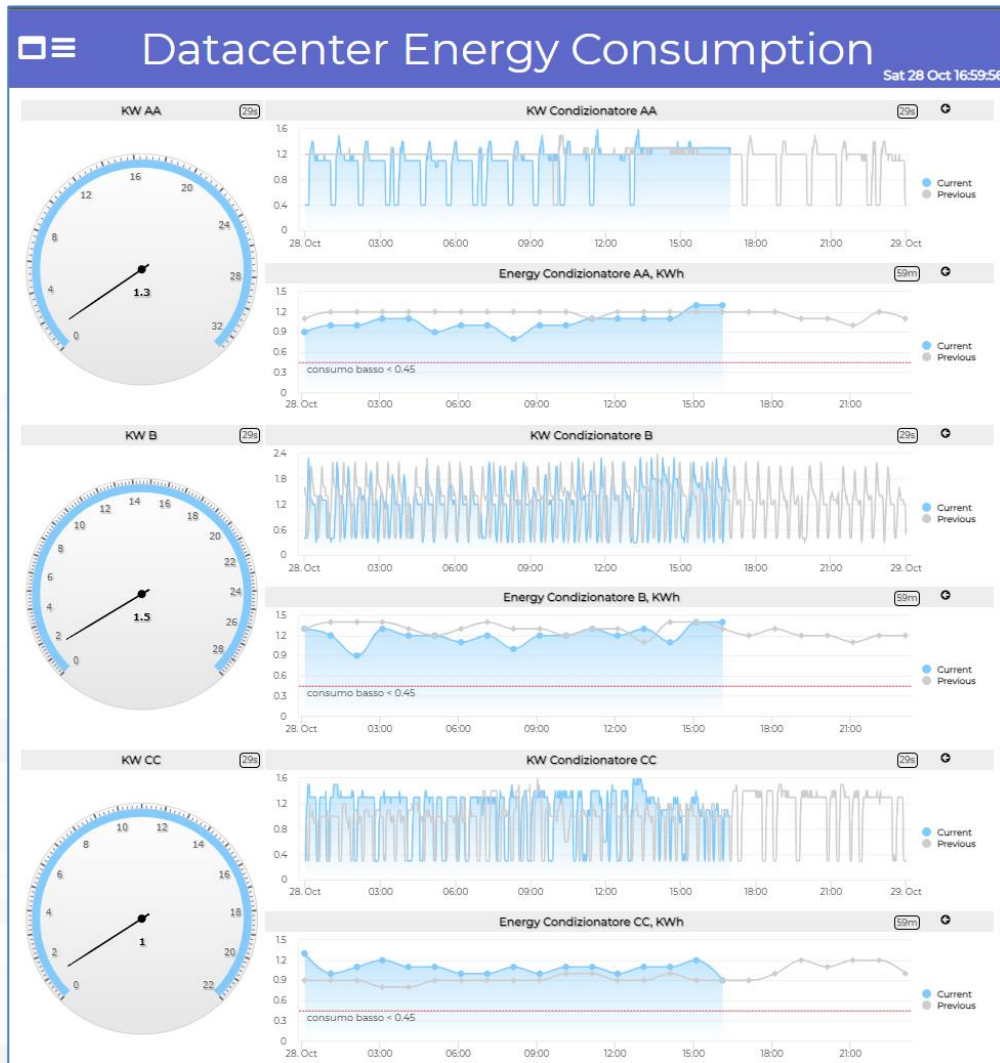 Datacenter Energy Consumption
Sat 28 Oct 16:59:56
KW AA
29s
0
4
8
12
16
20
24
28
32
1.3
KW Condizionatore AA
29s
1.6
1.2
0.8
0.4
0
28. Oct 03:00 06:00 09:00 12:00 15:00 18:00 21:00 29. Oct
Current
Previous
Energy Condizionatore AA, KWh
59m
1.5
1.2
0.9
0.6
0.3
0
consumo basso < 0.45
28. Oct 03:00 06:00 09:00 12:00 15:00 18:00 21:00
Current
Previous
KW B
29s
0
2
4
6
8
10
12
14
16
18
20
22
24
26
28
1.5
KW Condizionatore B
29s
2.4
1.8
1.2
0.6
0
28. Oct 03:00 06:00 09:00 12:00 15:00 18:00 21:00 29. Oct
Current
Previous
Energy Condizionatore B, KWh
59m
1.5
1.2
0.9
0.6
0.3
0
consumo basso < 0.45
28. Oct 03:00 06:00 09:00 12:00 15:00 18:00 21:00
Current
Previous
KW CC
29s
0
2
4
6
8
10
12
14
16
18
20
22
1
KW Condizionatore CC
29s
1.6
1.2
0.8
0.4
0
28. Oct 03:00 06:00 09:00 12:00 15:00 18:00 21:00 29. Oct
Current
Previous
Energy Condizionatore CC, KWh
59m
1.5
1.2
0.9
0.6
0.3
0
consumo basso < 0.45
28. Oct 03:00 06:00 09:00 12:00 15:00 18:00 21:00
Current
Previous